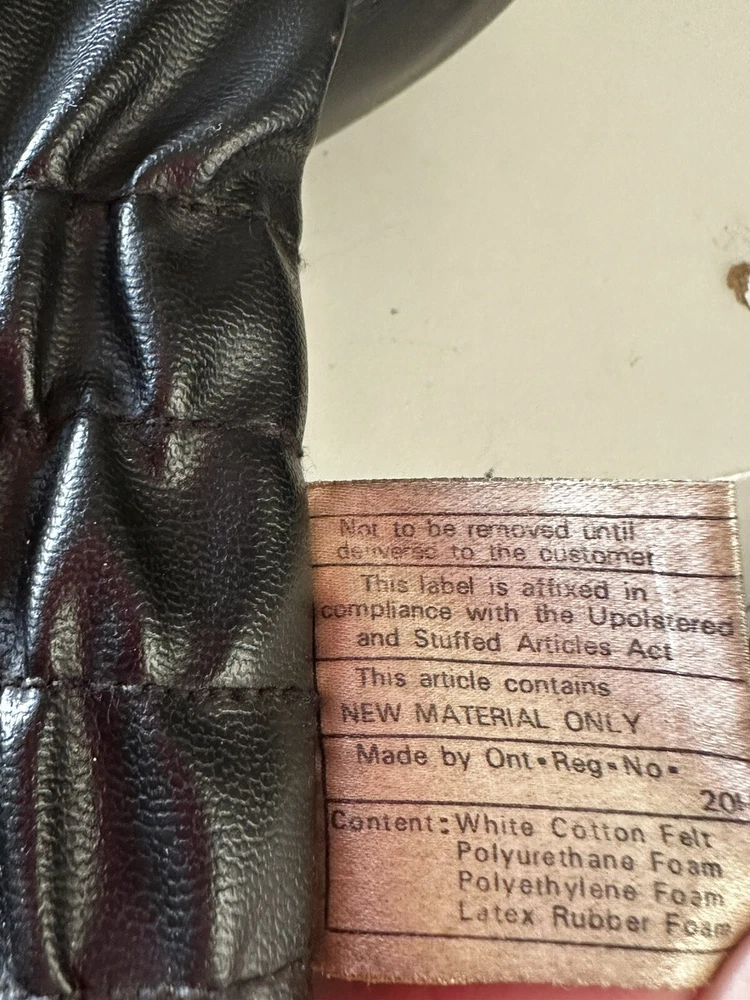 Not to be removed until
delivered to the customer
This label is affixed in
compliance with the Upolstered
and Stuffed Articles Act
This article contains
NEW MATERIAL ONLY
Made by Ont•Reg•No•
Content: White Cotton Felt
Polyurethane Foam
Polyethylene Foam
Latex Rubber Foam